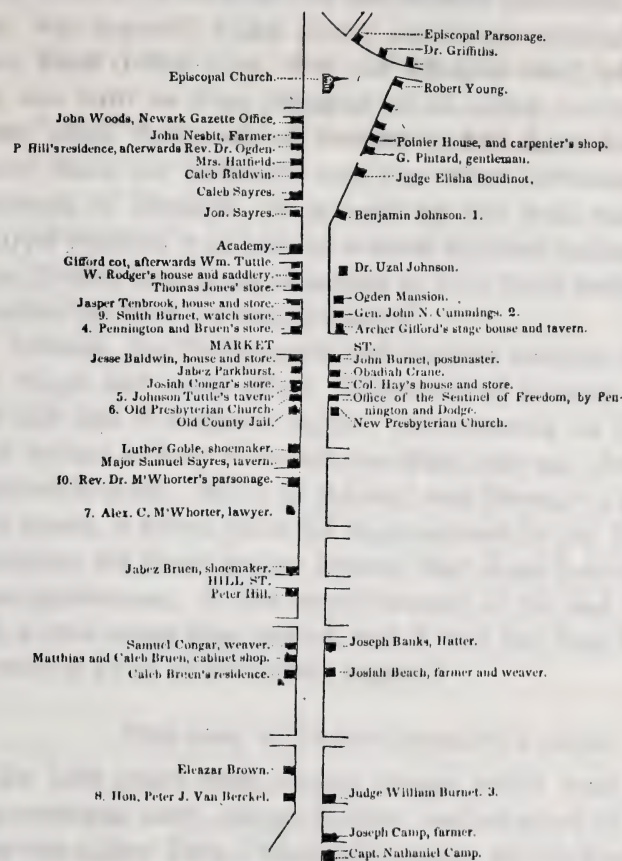 Episcopal Parsonage.
Dr. Griffiths.
Episcopal Church.
Robert Young.
John Woods, Newark Gazette Office.
John Nesbit, Farmer
Poinier House, and carpenter's shop.
P Hill's residence, afterwards Rev. Dr. Ogden
G. Pintard, gentleman.
Mrs. Hatfield
Caleb Baldwin
Judge Elisha Boudinot.
Caleb Sayres
Jon. Sayres.
Benjamin Johnson. 1.
Academy.
Gifford cot, afterwards Wm. Tuttle.
Dr. Uzal Johnson.
W. Rodger's house and saddlery.
Thomas Jones' store.
Jasper Tenbrook, house and store.
Ogden Mansion.
9. Smith Burnet, watch store.
Gen. John N. Cummings. 2.
4. Pennington and Bruen's store.
Archer Gifford's stage house and tavern.
MARKET ST.
Jesse Baldwin, house and store.
John Burnet, postmaster.
Jabez Parkhurst.
Obadiah Crane.
Josiah Congar's store.
Col. Hay's house and store.
5. Johnson Tuttle's tavern
Office of the Sentinel of Freedom, by Pen-
nington and Dodge.
6. Old Presbyterian Church
Old County Jail.
New Presbyterian Church.
Luther Goble, shoemaker.
Major Samuel Sayres, tavern.
10. Rev. Dr. M'Whorter's parsonage.
7. Alex. C. M'Whorter, lawyer.
Jabez Bruen, shoemaker.
HILL ST.
Peter Hill.
Samuel Congar, weaver.
Joseph Banks, Hatter.
Matthias and Caleb Bruen, cabinet shop.
Caleb Bruen's residence.
Josiah Beach, farmer and weaver.
Eleazar Brown.
8. Hon. Peter J. Van Berckel.
Judge William Burnet. 3.
Joseph Camp, farmer.
Capt. Nathaniel Camp.